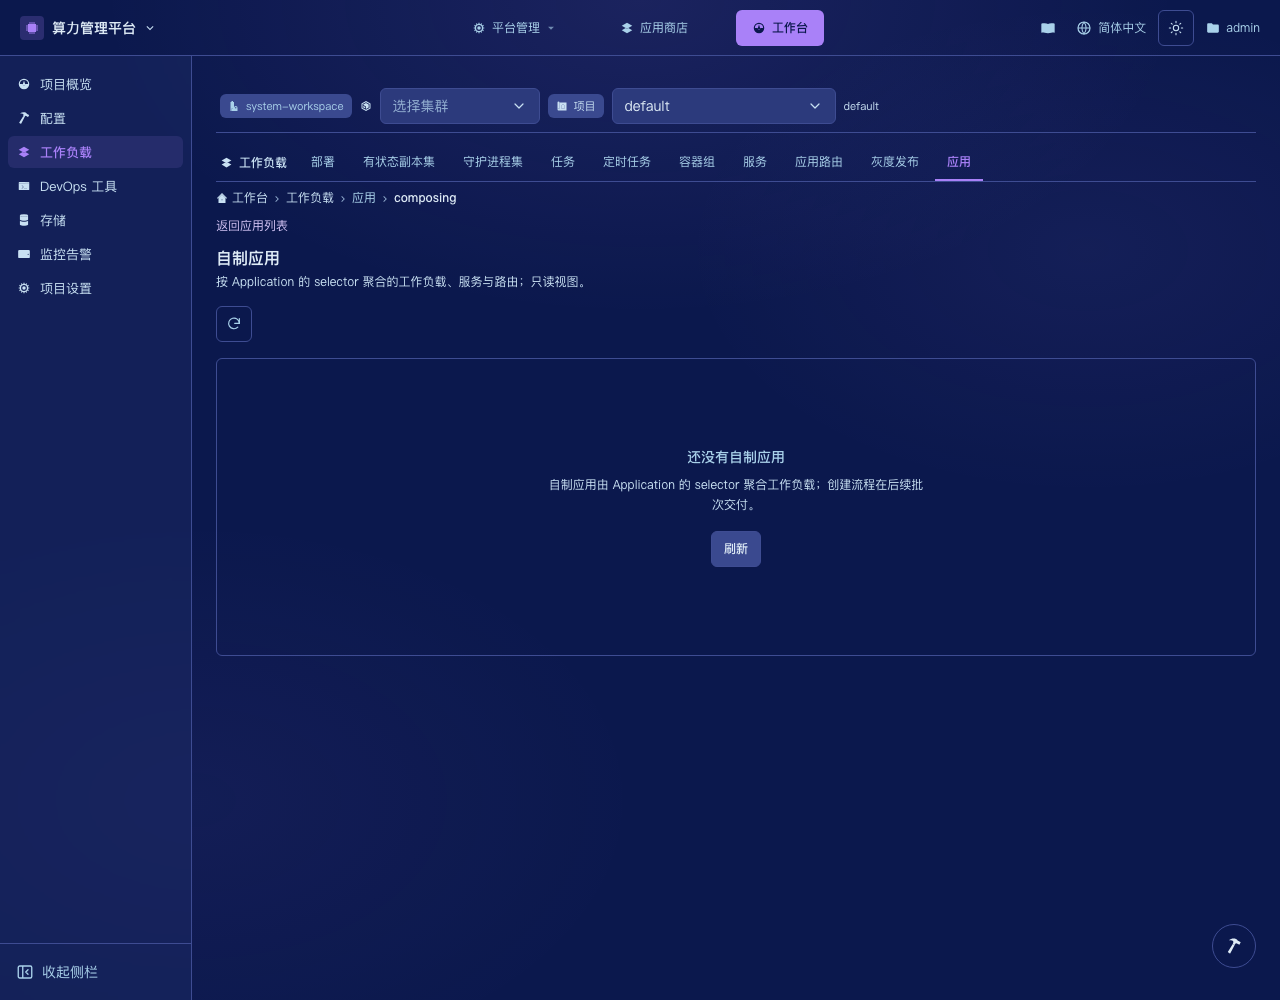 算力管理平台
平台管理
应用商店
工作台
简体中文
admin
项目概览
配置
工作负载
DevOps 工具
存储
监控告警
项目设置
收起侧栏
system-workspace
选择集群
项目
default
default
工作负载
部署
有状态副本集
守护进程集
任务
定时任务
容器组
服务
应用路由
灰度发布
应用
工作台 › 工作负载 › 应用 › composing
返回应用列表
自制应用
按 Application 的 selector 聚合的工作负载、服务与路由；只读视图。
还没有自制应用
自制应用由 Application 的 selector 聚合工作负载；创建流程在后续批
次交付。
刷新